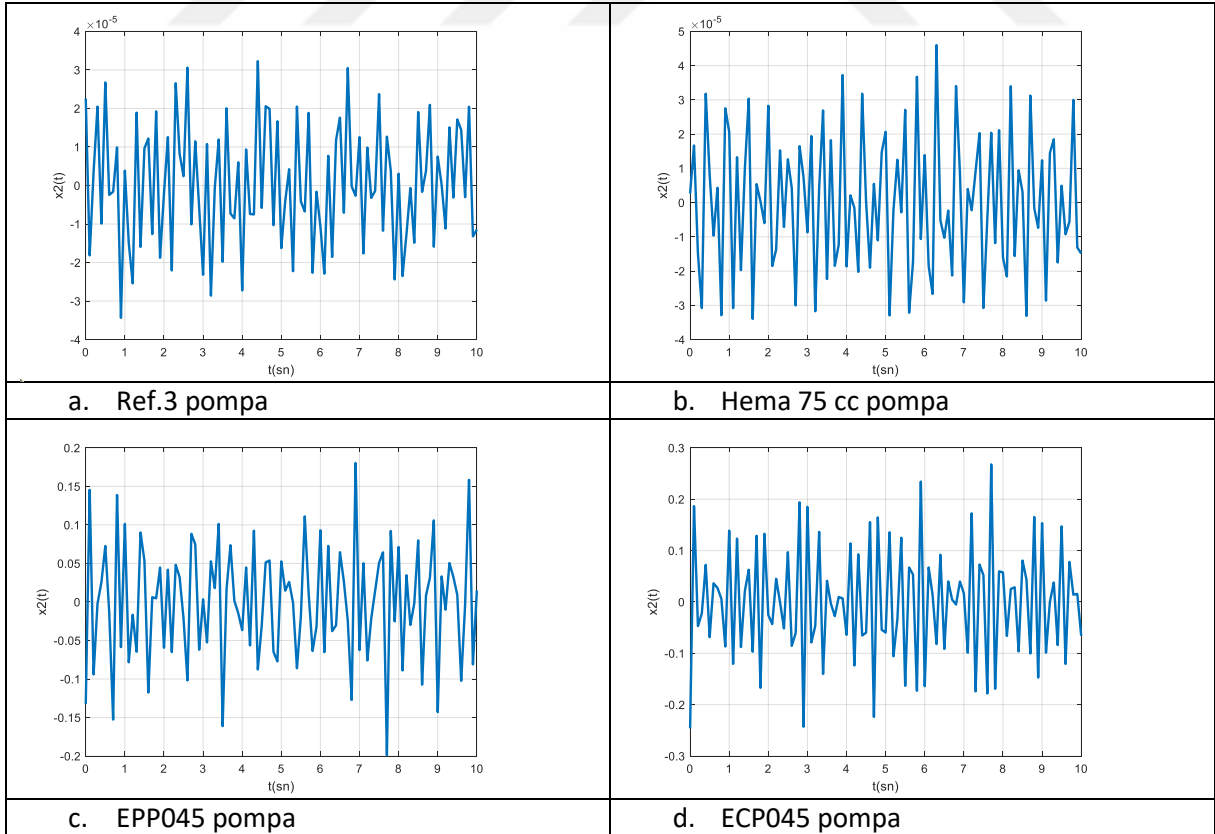 ×10⁻⁵
4
3
2
1
0
-1
-2
-3
-4
x2(t)
0 1 2 3 4 5 6 7 8 9 10
t(sn)
a. Ref.3 pompa
×10⁻⁵
5
4
3
2
1
0
-1
-2
-3
-4
x2(t)
0 1 2 3 4 5 6 7 8 9 10
t(sn)
b. Hema 75 cc pompa
0.2
0.15
0.1
0.05
0
-0.05
-0.1
-0.15
-0.2
x2(t)
0 1 2 3 4 5 6 7 8 9 10
t(sn)
c. EPP045 pompa
0.3
0.2
0.1
0
-0.1
-0.2
-0.3
x2(t)
0 1 2 3 4 5 6 7 8 9 10
t(sn)
d. ECP045 pompa